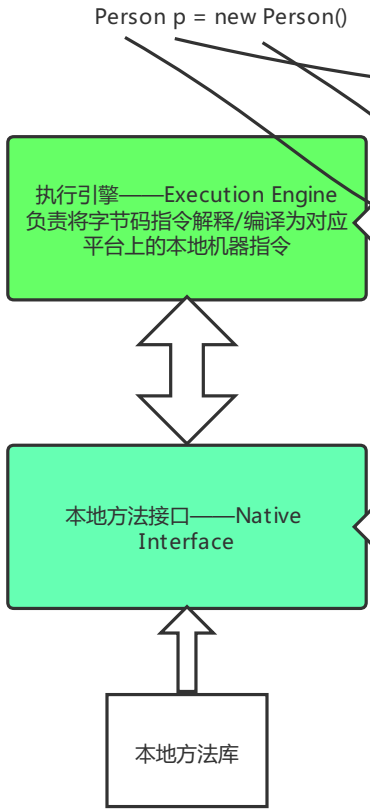 Person p = new Person()
执行引擎——Execution Engine
负责将字节码指令解释/编译为对应
平台上的本地机器指令
本地方法接口——Native
Interface
本地方法库